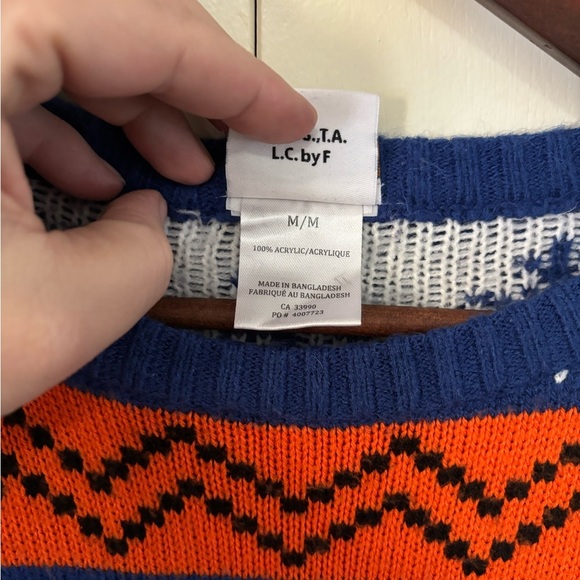 .,T.A.
L.C. by F
M/M
100% ACRYLIC/ACRYLIQUE
MADE IN BANGLADESH
FABRIQUÉ AU BANGLADESH
CA 33990
PO # 4007723